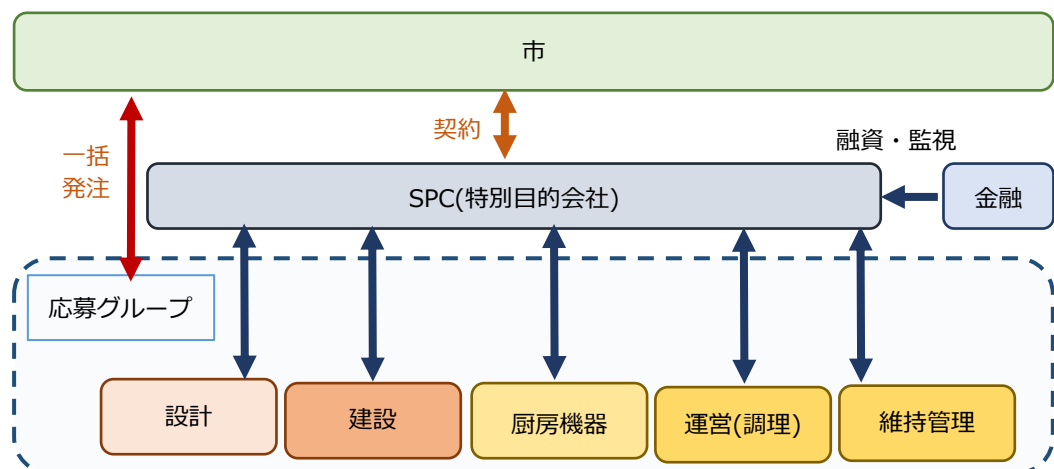 市
契約
一括
発注
融資・監視
SPC(特別目的会社)
金融
応募グループ
設計
建設
厨房機器
運営(調理)
維持管理